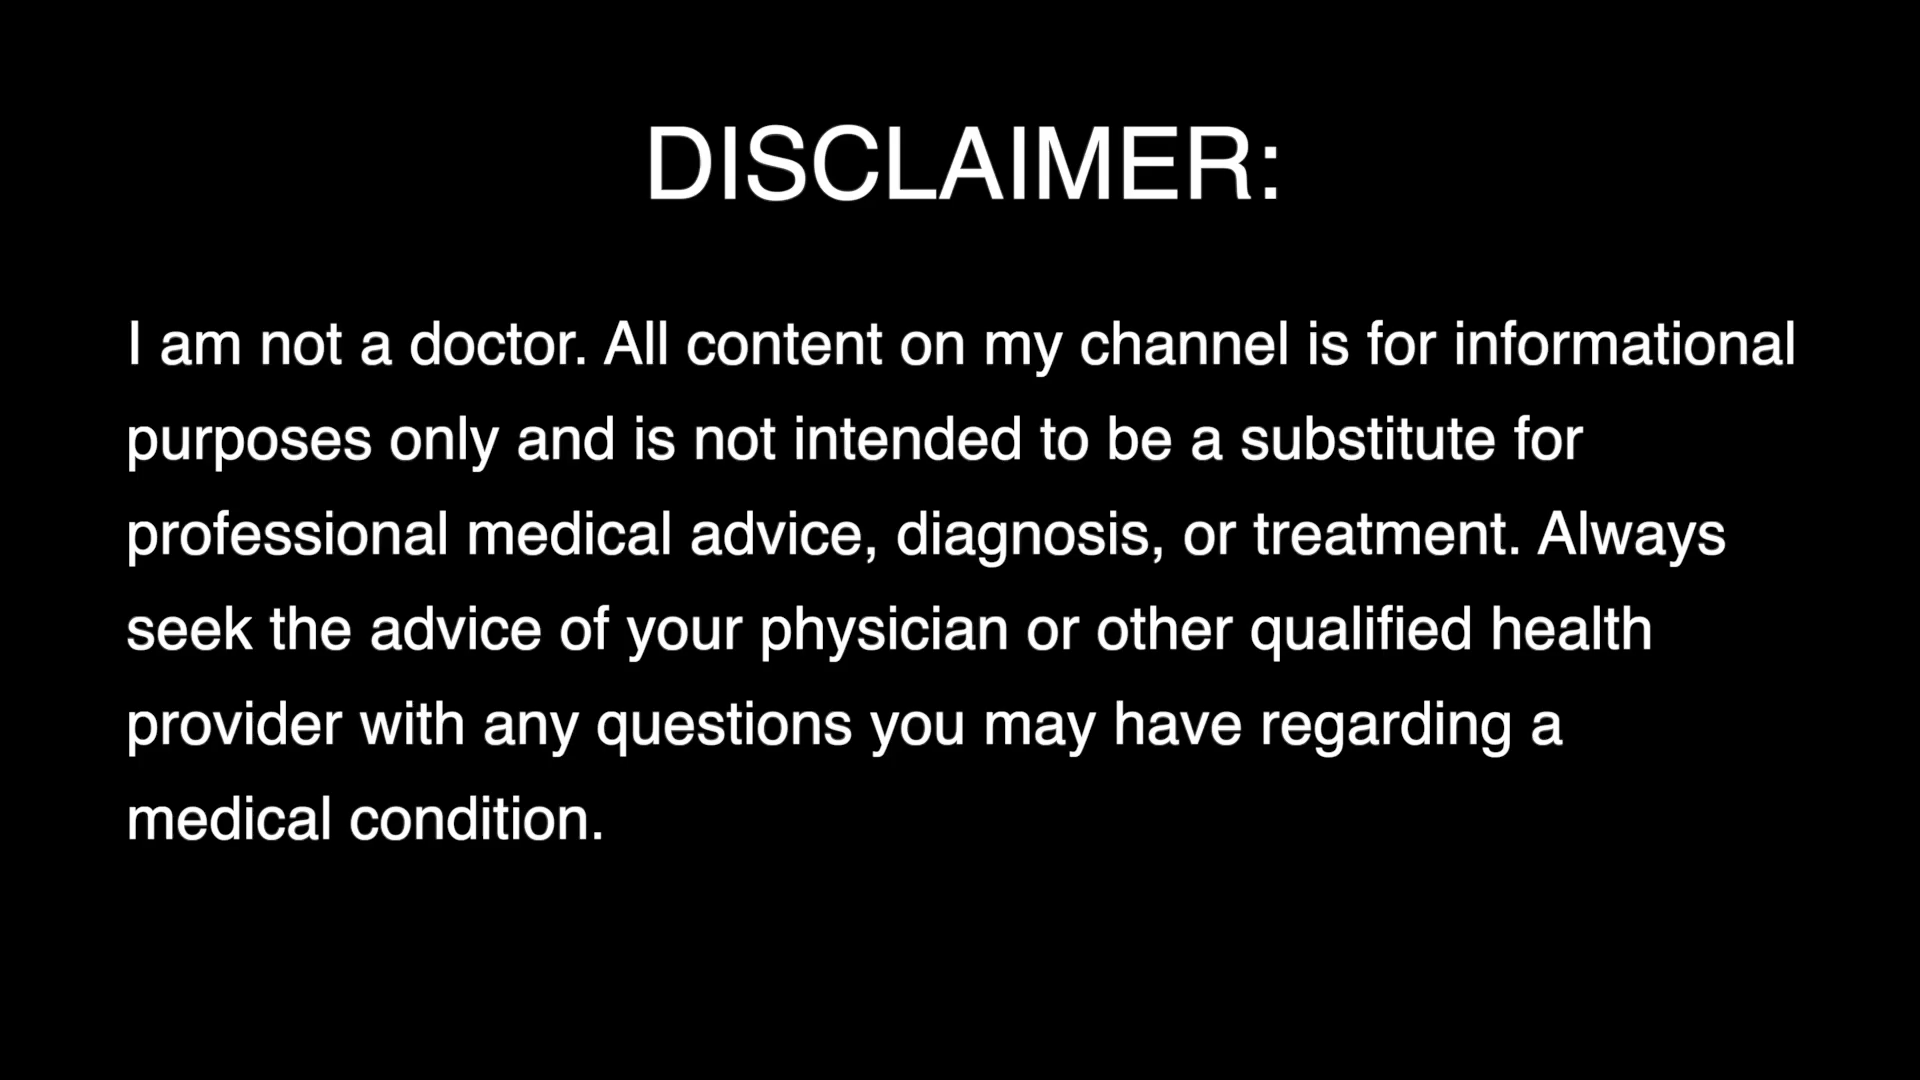 DISCLAIMER:
I am not a doctor. All content on my channel is for informational
purposes only and is not intended to be a substitute for
professional medical advice, diagnosis, or treatment. Always
seek the advice of your physician or other qualified health
provider with any questions you may have regarding a
medical condition.